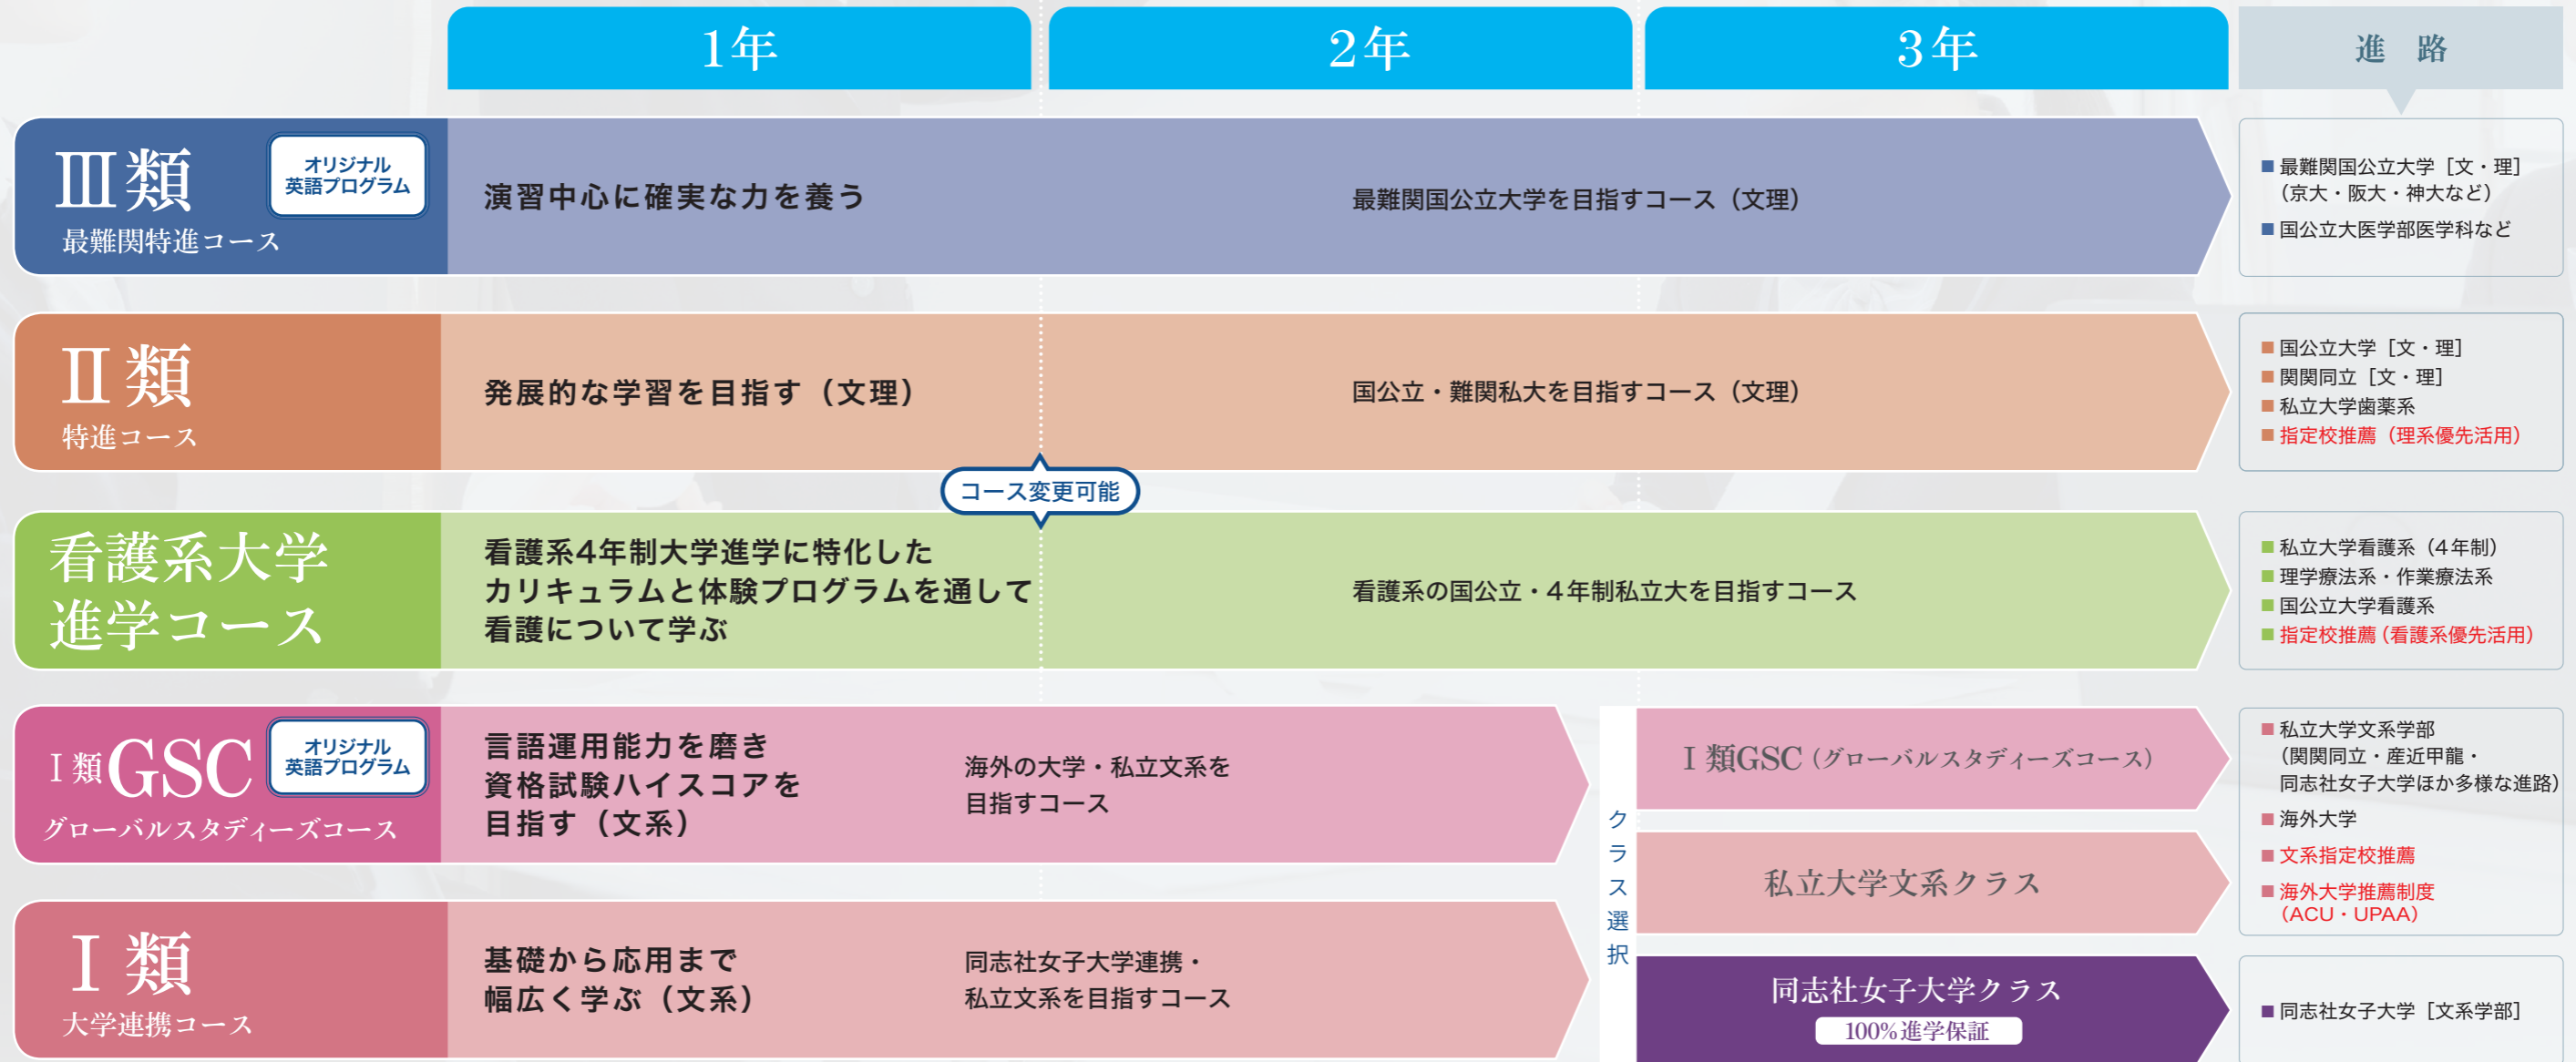 1年
2年
3年
進 路
Ⅲ類
オリジナル
英語プログラム
最難関特進コース
演習中心に確実な力を養う
最難関国公立大学を目指すコース（文理）
■ 最難関国公立大学［文・理］
（京大・阪大・神大など）
■ 国公立大医学部医学科など
Ⅱ類
特進コース
発展的な学習を目指す（文理）
国公立・難関私大を目指すコース（文理）
■ 国公立大学［文・理］
■ 関関同立［文・理］
■ 私立大学歯薬系
■ 指定校推薦（理系優先活用）
コース変更可能
看護系大学
進学コース
看護系4年制大学進学に特化した
カリキュラムと体験プログラムを通して
看護について学ぶ
看護系の国公立・4年制私立大を目指すコース
■ 私立大学看護系（4年制）
■ 理学療法系・作業療法系
■ 国公立大学看護系
■ 指定校推薦（看護系優先活用）
Ⅰ類GSC
オリジナル
英語プログラム
グローバルスタディーズコース
言語運用能力を磨き
資格試験ハイスコアを
目指す（文系）
海外の大学・私立文系を
目指すコース
Ⅰ類
大学連携コース
基礎から応用まで
幅広く学ぶ（文系）
同志社女子大学連携・
私立文系を目指すコース
クラス選択
Ⅰ類GSC（グローバルスタディーズコース）
私立大学文系クラス
同志社女子大学クラス
100%進学保証
■ 私立大学文系学部
（関関同立・産近甲龍・
同志社女子大学ほか多様な進路）
■ 海外大学
■ 文系指定校推薦
■ 海外大学推薦制度
（ACU・UPAA）
■ 同志社女子大学［文系学部］